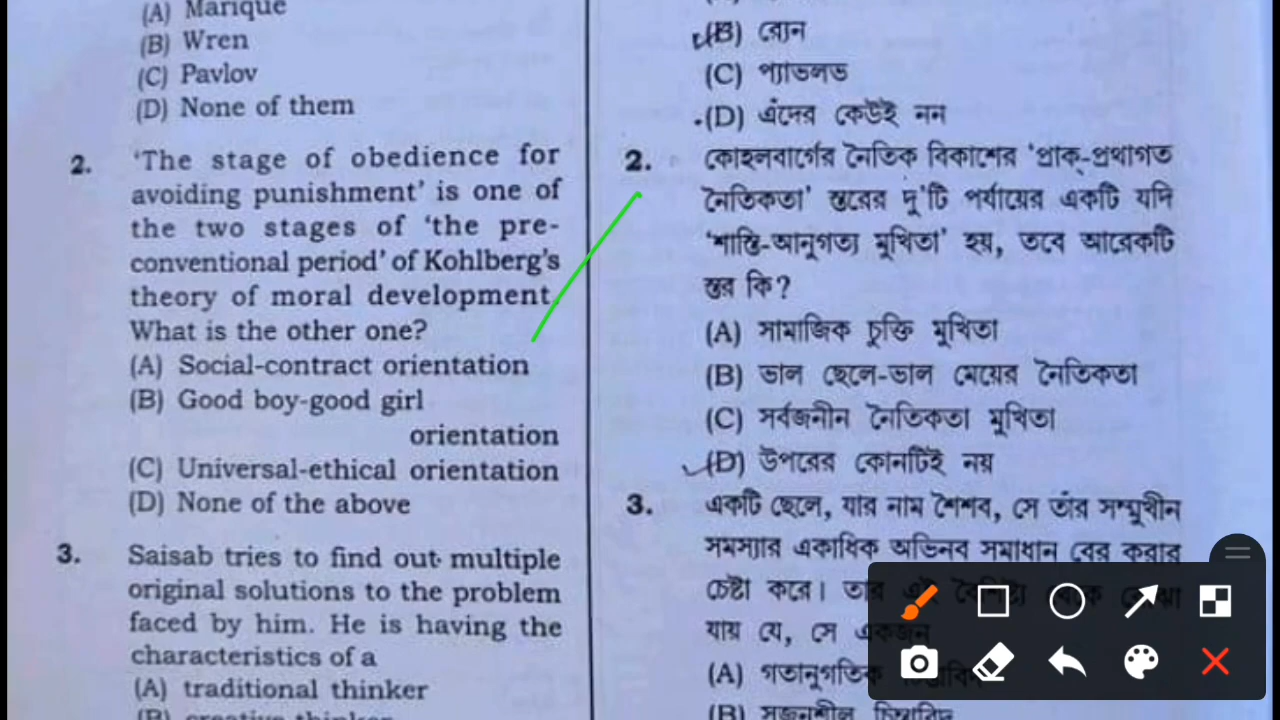 (A) Marique
(B) Wren
(C) Pavlov
(D) None of them
2. 'The stage of obedience for
avoiding punishment' is one of
the two stages of 'the pre-
conventional period' of Kohlberg's
theory of moral development.
What is the other one?
(A) Social-contract orientation
(B) Good boy-good girl
orientation
(C) Universal-ethical orientation
(D) None of the above
3. Saisab tries to find out multiple
original solutions to the problem
faced by him. He is having the
characteristics of a
(A) traditional thinker
(B) creative thinker
(B) রেন
(C) প্যাভলভ
(D) এঁদের কেউই নন
2. কোহলবার্গের নৈতিক বিকাশের 'প্রাক্-প্রথাগত
নৈতিকতা' স্তরের দু'টি পর্যায়ের একটি যদি
'শাস্তি-আনুগত্য মুখিতা' হয়, তবে আরেকটি
স্তর কি?
(A) সামাজিক চুক্তি মুখিতা
(B) ভাল ছেলে-ভাল মেয়ের নৈতিকতা
(C) সর্বজনীন নৈতিকতা মুখিতা
(D) উপরের কোনটিই নয়
3. একটি ছেলে, যার নাম শৈশব, সে তাঁর সম্মুখীন
সমস্যার একাধিক অভিনব সমাধান বের করার
চেষ্টা করে। তার এই বৈশিষ্ট্য থেকে বোঝা
যায় যে, সে একজন
(A) গতানুগতিক চিন্তাবিদ
(B) সৃজনশীল চিন্তাবিদ